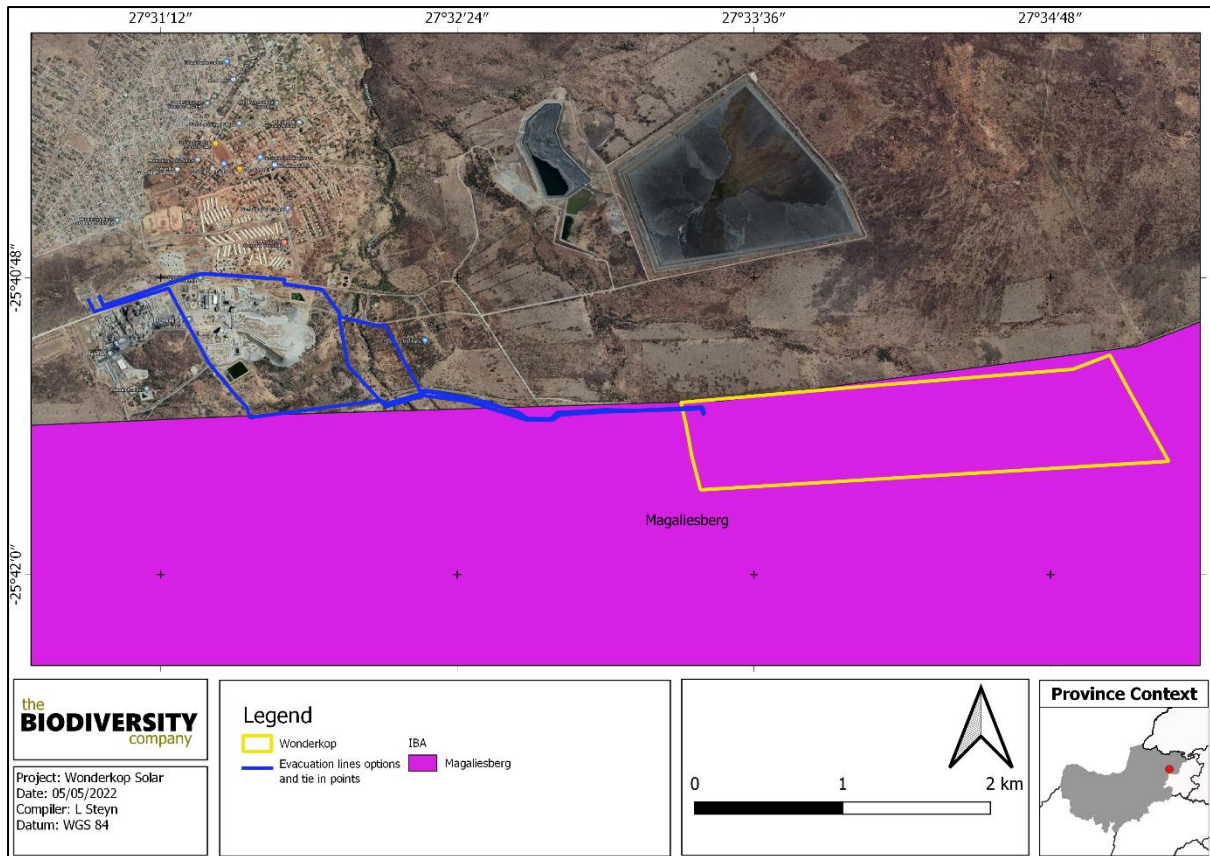 27°31′12″ 27°32′24″ 27°33′36″ 27°34′48″
-25°40′48″
-25°42′0″
Magaliesberg
the
BIODIVERSITY
company
Project: Wonderkop Solar
Date: 05/05/2022
Compiler: L Steyn
Datum: WGS 84
Legend
Wonderkop
Evacuation lines options
and tie in points
IBA
Magaliesberg
0 1 2 km
Province Context